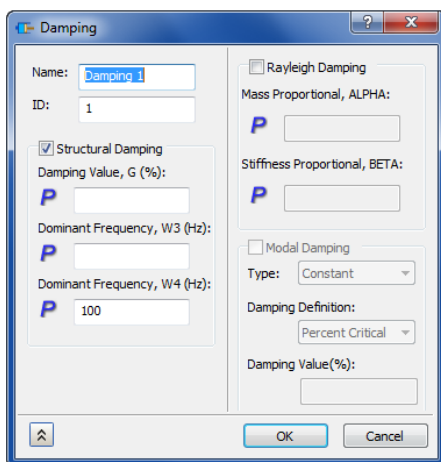 Damping
Name:
Damping 1
ID:
1
Structural Damping
Damping Value, G (%):
P
Dominant Frequency, W3 (Hz):
P
Dominant Frequency, W4 (Hz):
P
100
Rayleigh Damping
Mass Proportional, ALPHA:
P
Stiffness Proportional, BETA:
P
Modal Damping
Type:
Constant
Damping Definition:
Percent Critical
Damping Value(%):
OK
Cancel